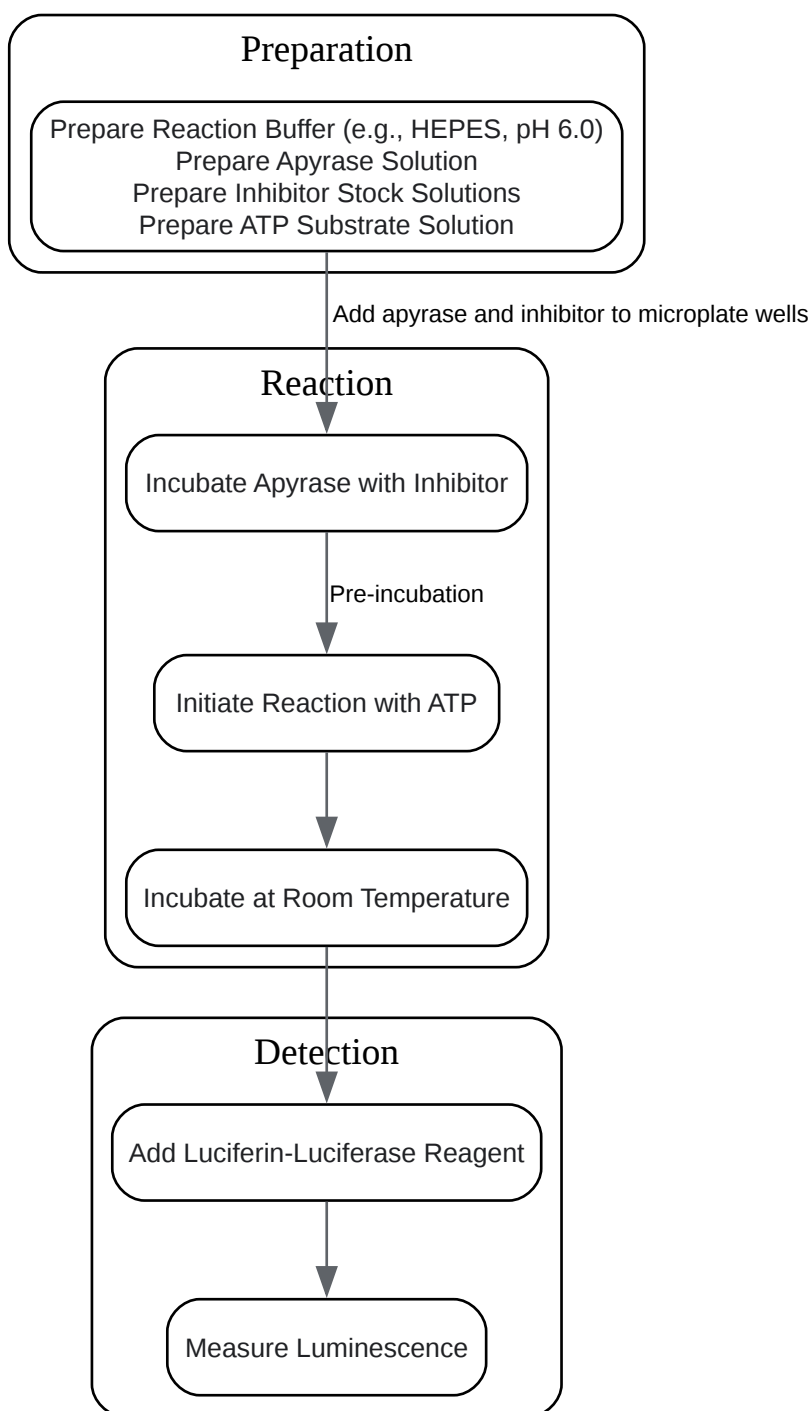 Preparation
Prepare Reaction Buffer (e.g., HEPES, pH 6.0)
Prepare Apyrase Solution
Prepare Inhibitor Stock Solutions
Prepare ATP Substrate Solution
Add apyrase and inhibitor to microplate wells
Reaction
Incubate Apyrase with Inhibitor
Pre-incubation
Initiate Reaction with ATP
Incubate at Room Temperature
Detection
Add Luciferin-Luciferase Reagent
Measure Luminescence